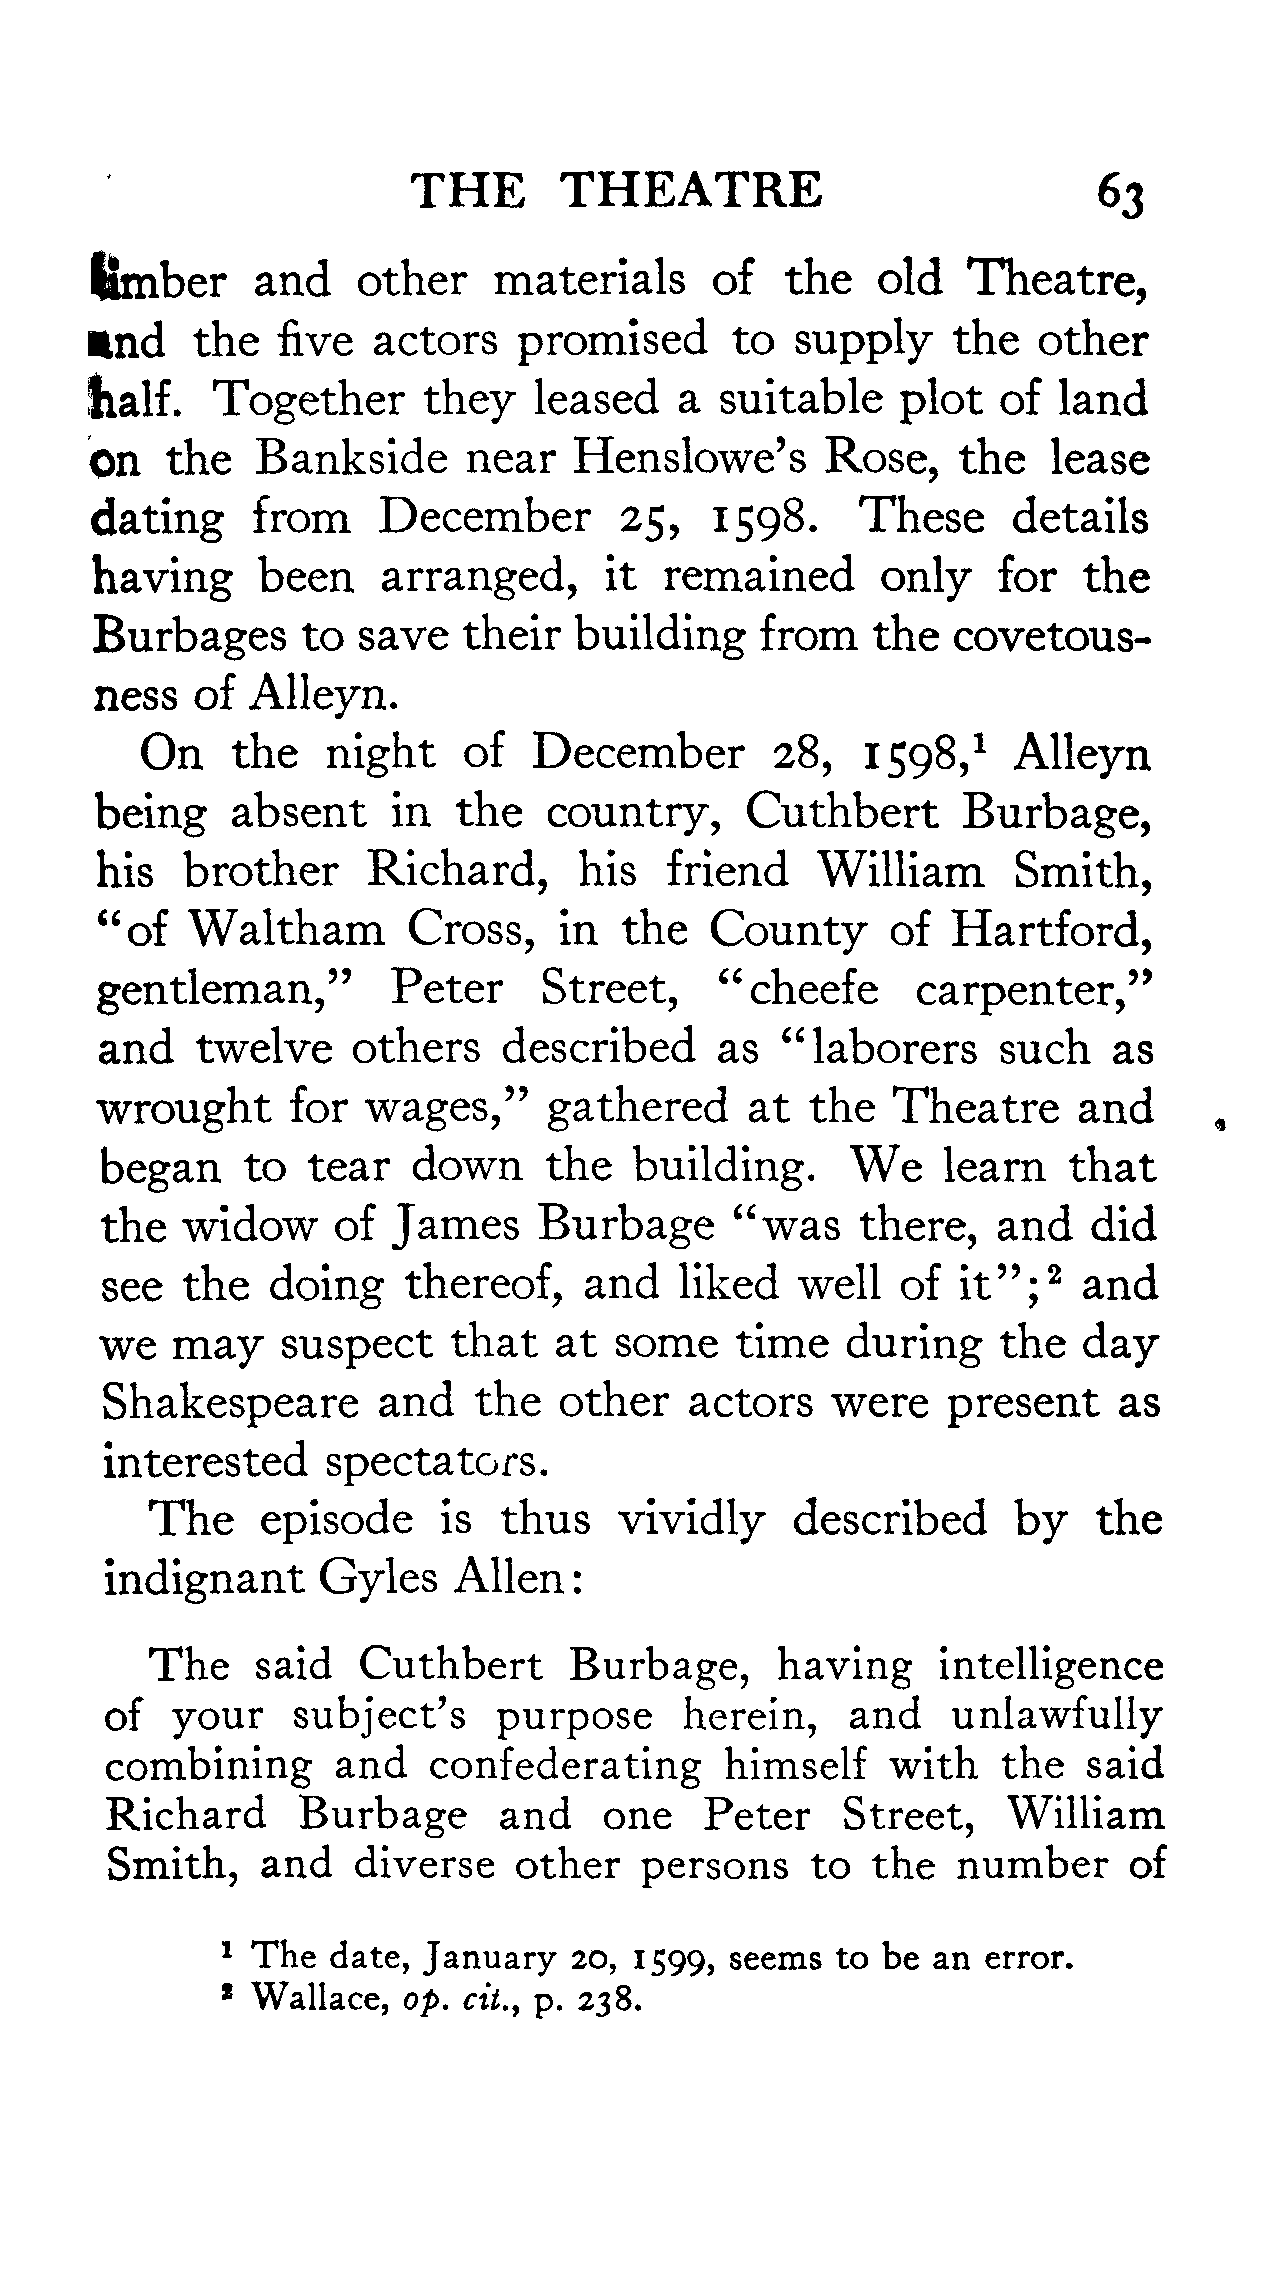 THE THEATRE 63
timber and other materials of the old Theatre,
and the five actors promised to supply the other
half. Together they leased a suitable plot of land
on the Bankside near Henslowe's Rose, the lease
dating from December 25, 1598. These details
having been arranged, it remained only for the
Burbages to save their building from the covetous-
ness of Alleyn.
On the night of December 28, 1598,¹ Alleyn
being absent in the country, Cuthbert Burbage,
his brother Richard, his friend William Smith,
"of Waltham Cross, in the County of Hartford,
gentleman," Peter Street, "cheefe carpenter,"
and twelve others described as "laborers such as
wrought for wages," gathered at the Theatre and
began to tear down the building. We learn that
the widow of James Burbage "was there, and did
see the doing thereof, and liked well of it";² and
we may suspect that at some time during the day
Shakespeare and the other actors were present as
interested spectators.
The episode is thus vividly described by the
indignant Gyles Allen:
The said Cuthbert Burbage, having intelligence
of your subject's purpose herein, and unlawfully
combining and confederating himself with the said
Richard Burbage and one Peter Street, William
Smith, and diverse other persons to the number of
¹ The date, January 20, 1599, seems to be an error.
² Wallace, op. cit., p. 238.